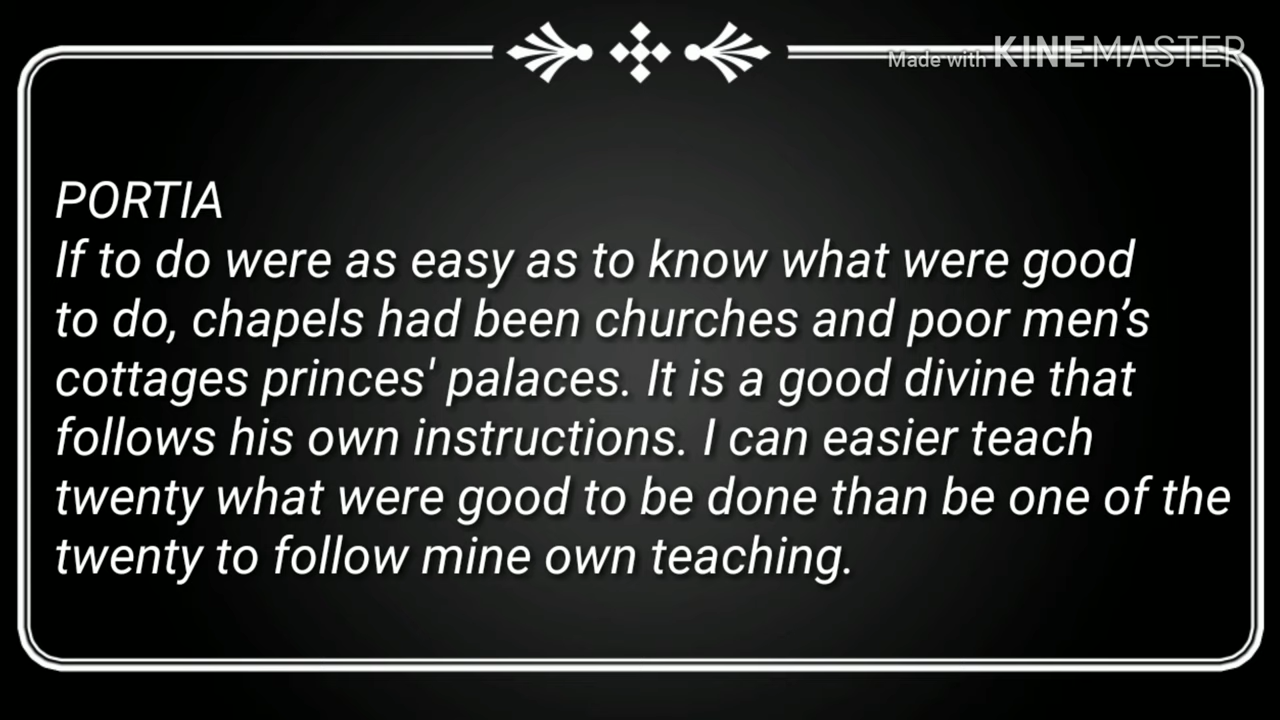 Made with KINEMASTER
PORTIA
If to do were as easy as to know what were good
to do, chapels had been churches and poor men’s
cottages princes' palaces. It is a good divine that
follows his own instructions. I can easier teach
twenty what were good to be done than be one of the
twenty to follow mine own teaching.